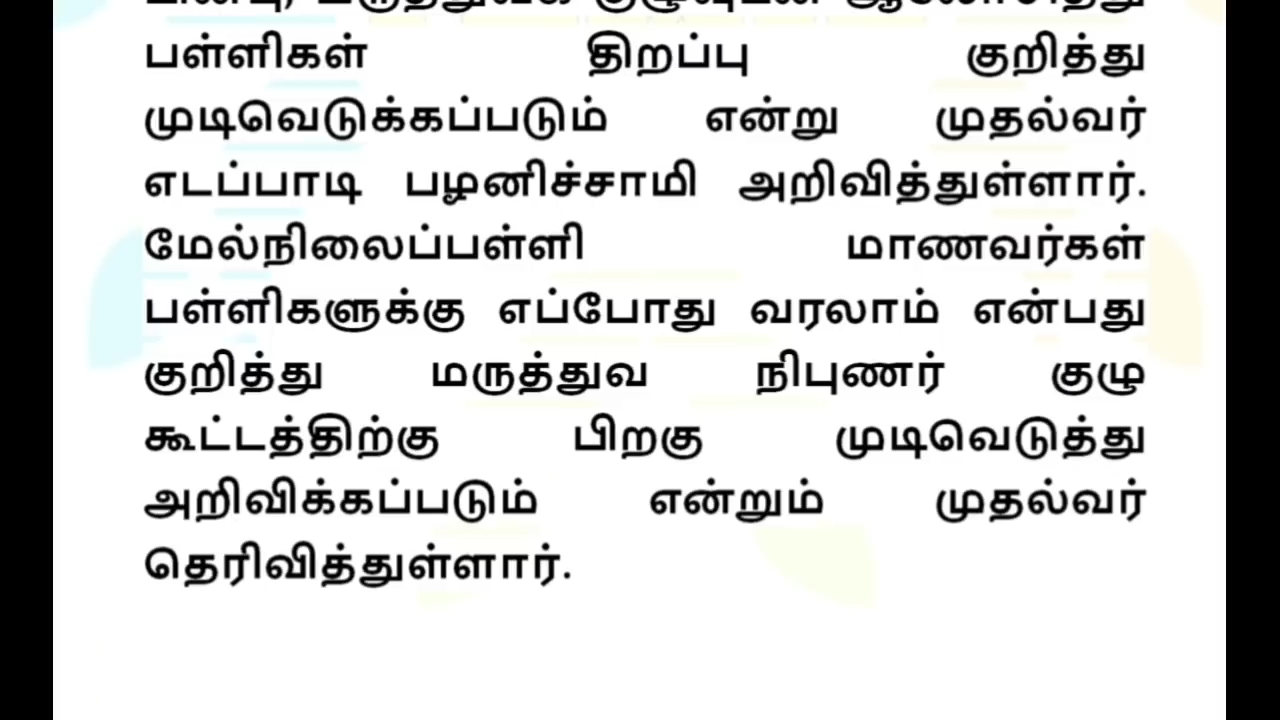 பள்ளிகள் திறப்பு குறித்து
முடிவெடுக்கப்படும் என்று முதல்வர்
எடப்பாடி பழனிச்சாமி அறிவித்துள்ளார்.
மேல்நிலைப்பள்ளி மாணவர்கள்
பள்ளிகளுக்கு எப்போது வரலாம் என்பது
குறித்து மருத்துவ நிபுணர் குழு
கூட்டத்திற்கு பிறகு முடிவெடுத்து
அறிவிக்கப்படும் என்றும் முதல்வர்
தெரிவித்துள்ளார்.